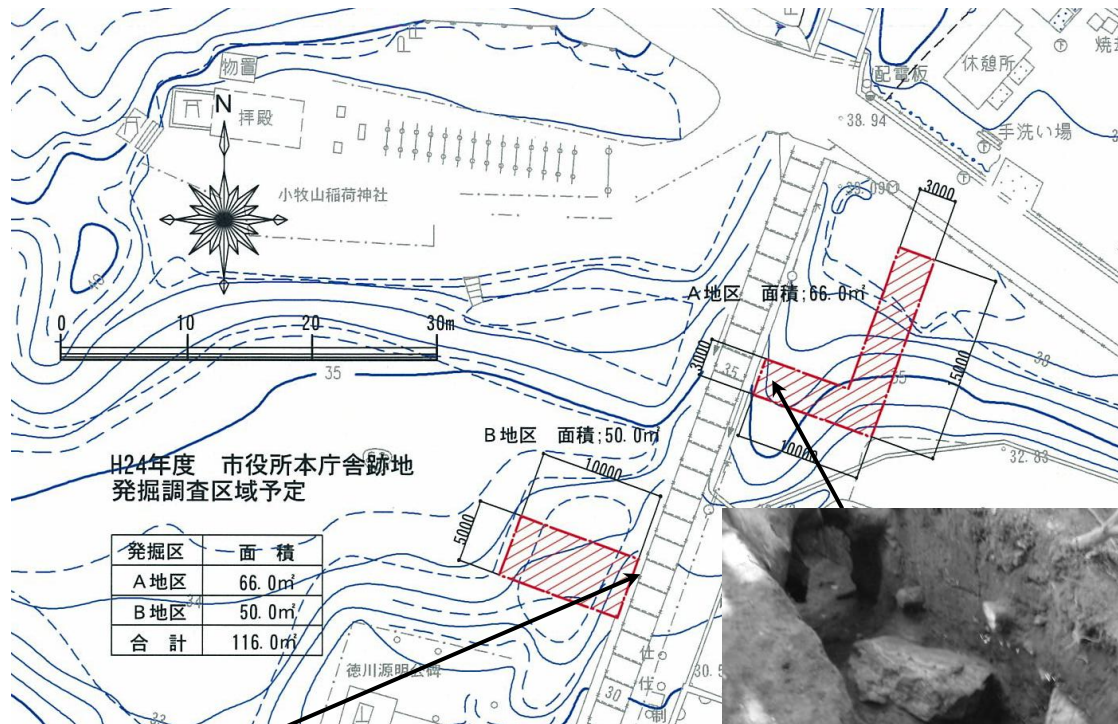 物置
拝殿
N
小牧山稲荷神社
配電板
休憩所
38.94
手洗い場
39.09
3000
A地区　面積;66.0㎡
0
10
20
30m
35
3000
35
35
15000
38
10000
32.83
B地区　面積;50.0㎡
10000
5000
H24年度　市役所本庁舎跡地
発掘調査区域予定
発掘区 面 積
A地区 66.0㎡
B地区 50.0㎡
合 計 116.0㎡
34
徳川源明公碑
30